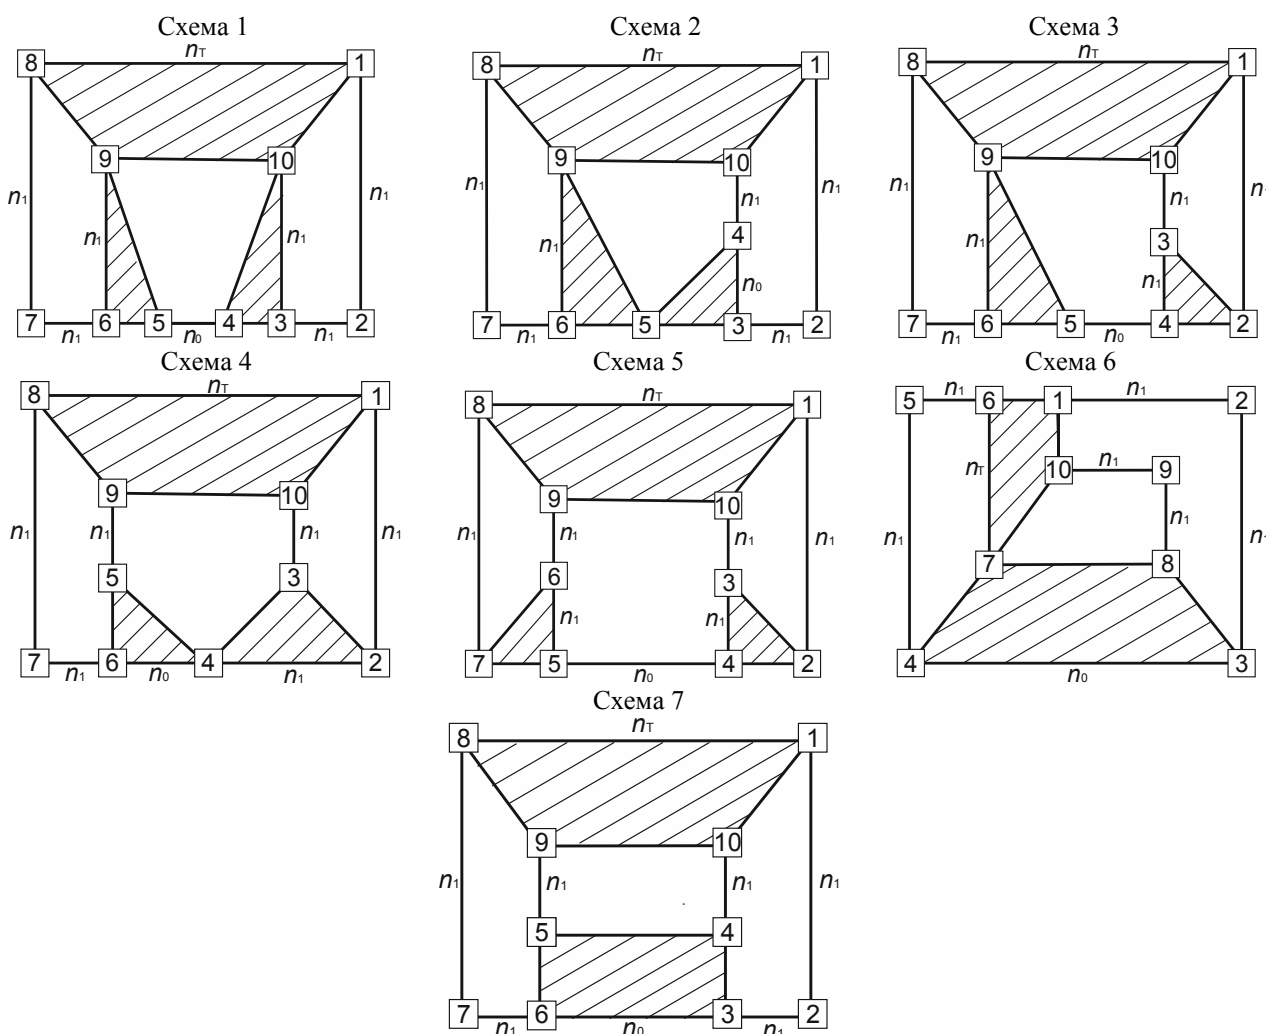 Схема 1
Схема 2
Схема 3
8 nт 1
8 nт 1
8 nт 1
9 10
9 10
9 10
n1 n1 n1 n1
n1 n1 n1 4 n0 n1
n1 n1 n1 3 n1 n1
7 n1 6 5 n0 4 3 n1 2
7 n1 6 5 3 n1 2
7 n1 6 5 n0 4 2
Схема 4
Схема 5
Схема 6
8 nт 1
8 nт 1
5 n1 6 1 n1 2
9 10
9 10
nт 10 n1 9
n1 n1 n1 n1
n1 n1 n1 n1
n1 n1 n1
5 3
6 3
7 8
n1 n1
7 n1 6 n0 4 n1 2
7 5 n0 4 2
4 n0 3
Схема 7
8 nт 1
9 10
n1 n1 n1 n1
5 4
7 n1 6 n0 3 n1 2